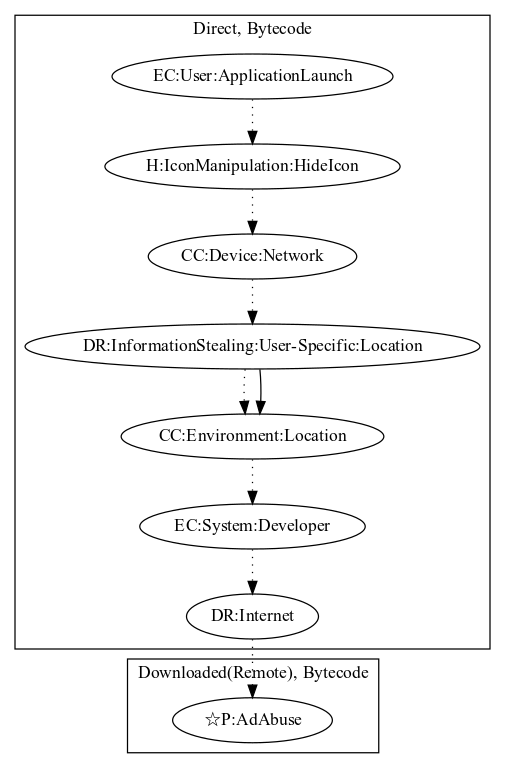 Direct, Bytecode
EC:User:ApplicationLaunch
H:IconManipulation:HideIcon
CC:Device:Network
DR:InformationStealing:User-Specific:Location
CC:Environment:Location
EC:System:Developer
DR:Internet
Downloaded(Remote), Bytecode
☆P:AdAbuse